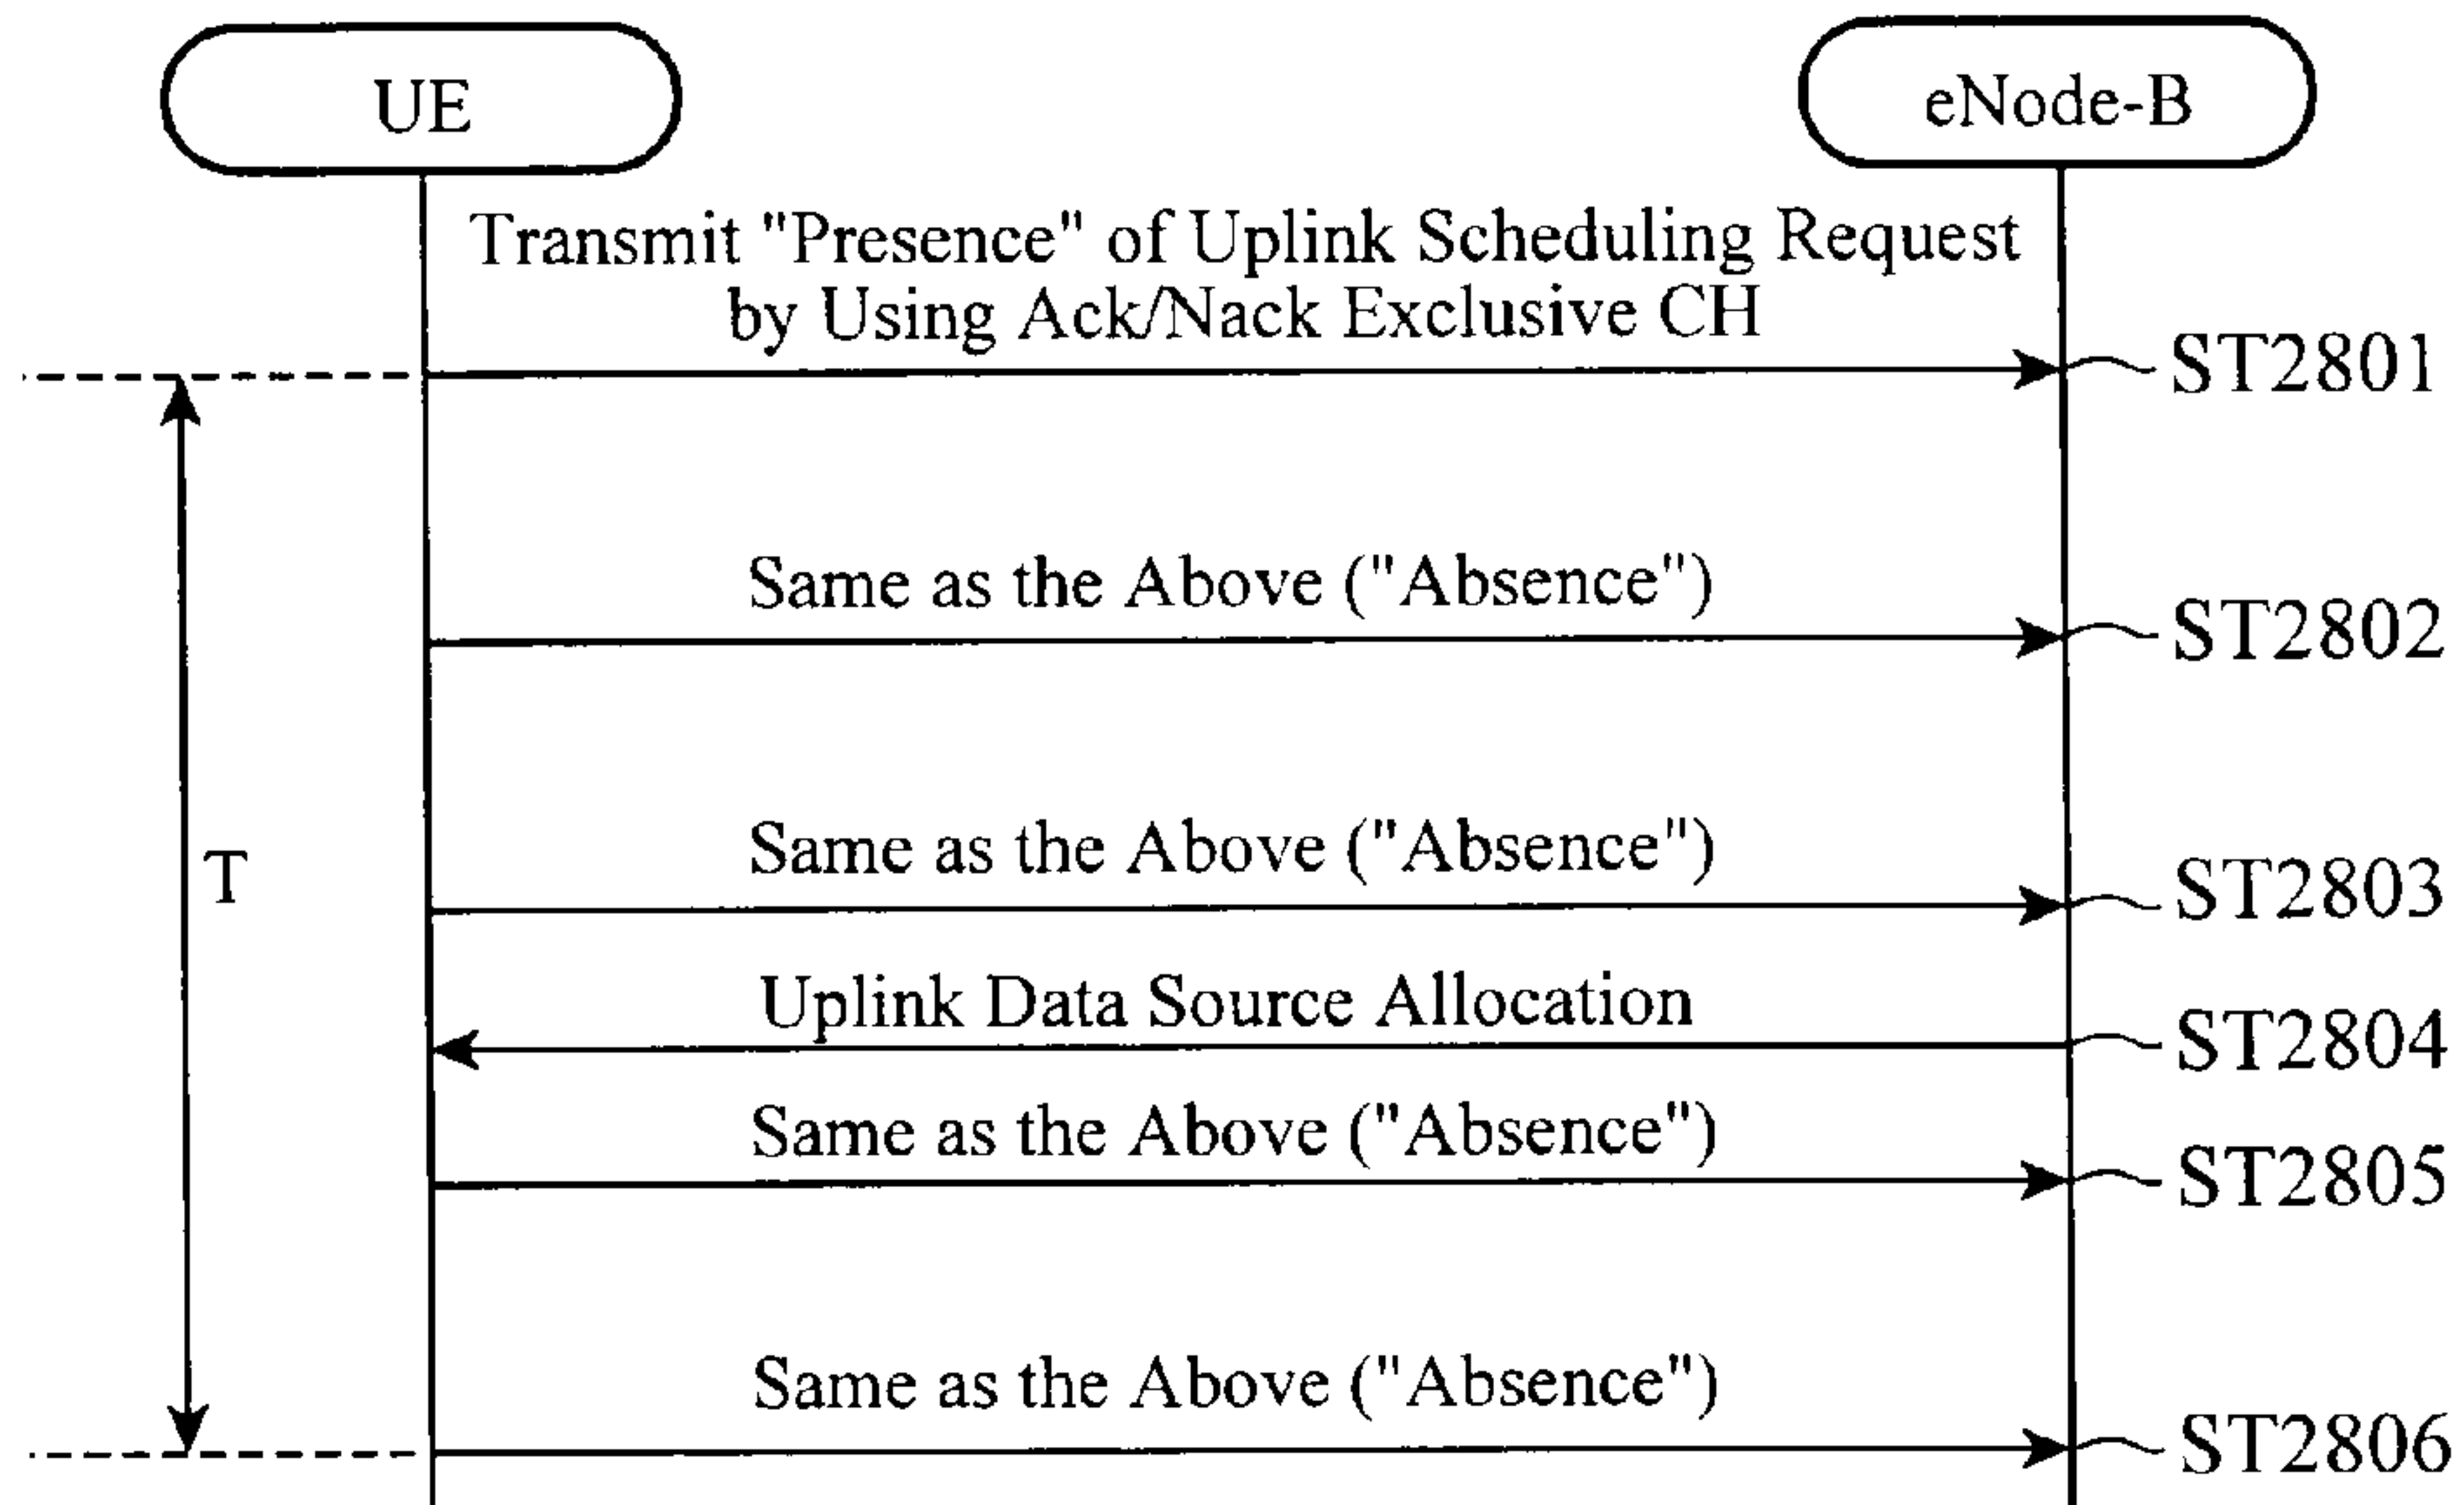 UE
eNode-B
Transmit "Presence" of Uplink Scheduling Request
by Using Ack/Nack Exclusive CH
ST2801
Same as the Above ("Absence")
ST2802
Same as the Above ("Absence")
T
ST2803
Uplink Data Source Allocation
ST2804
Same as the Above ("Absence")
ST2805
Same as the Above ("Absence")
ST2806